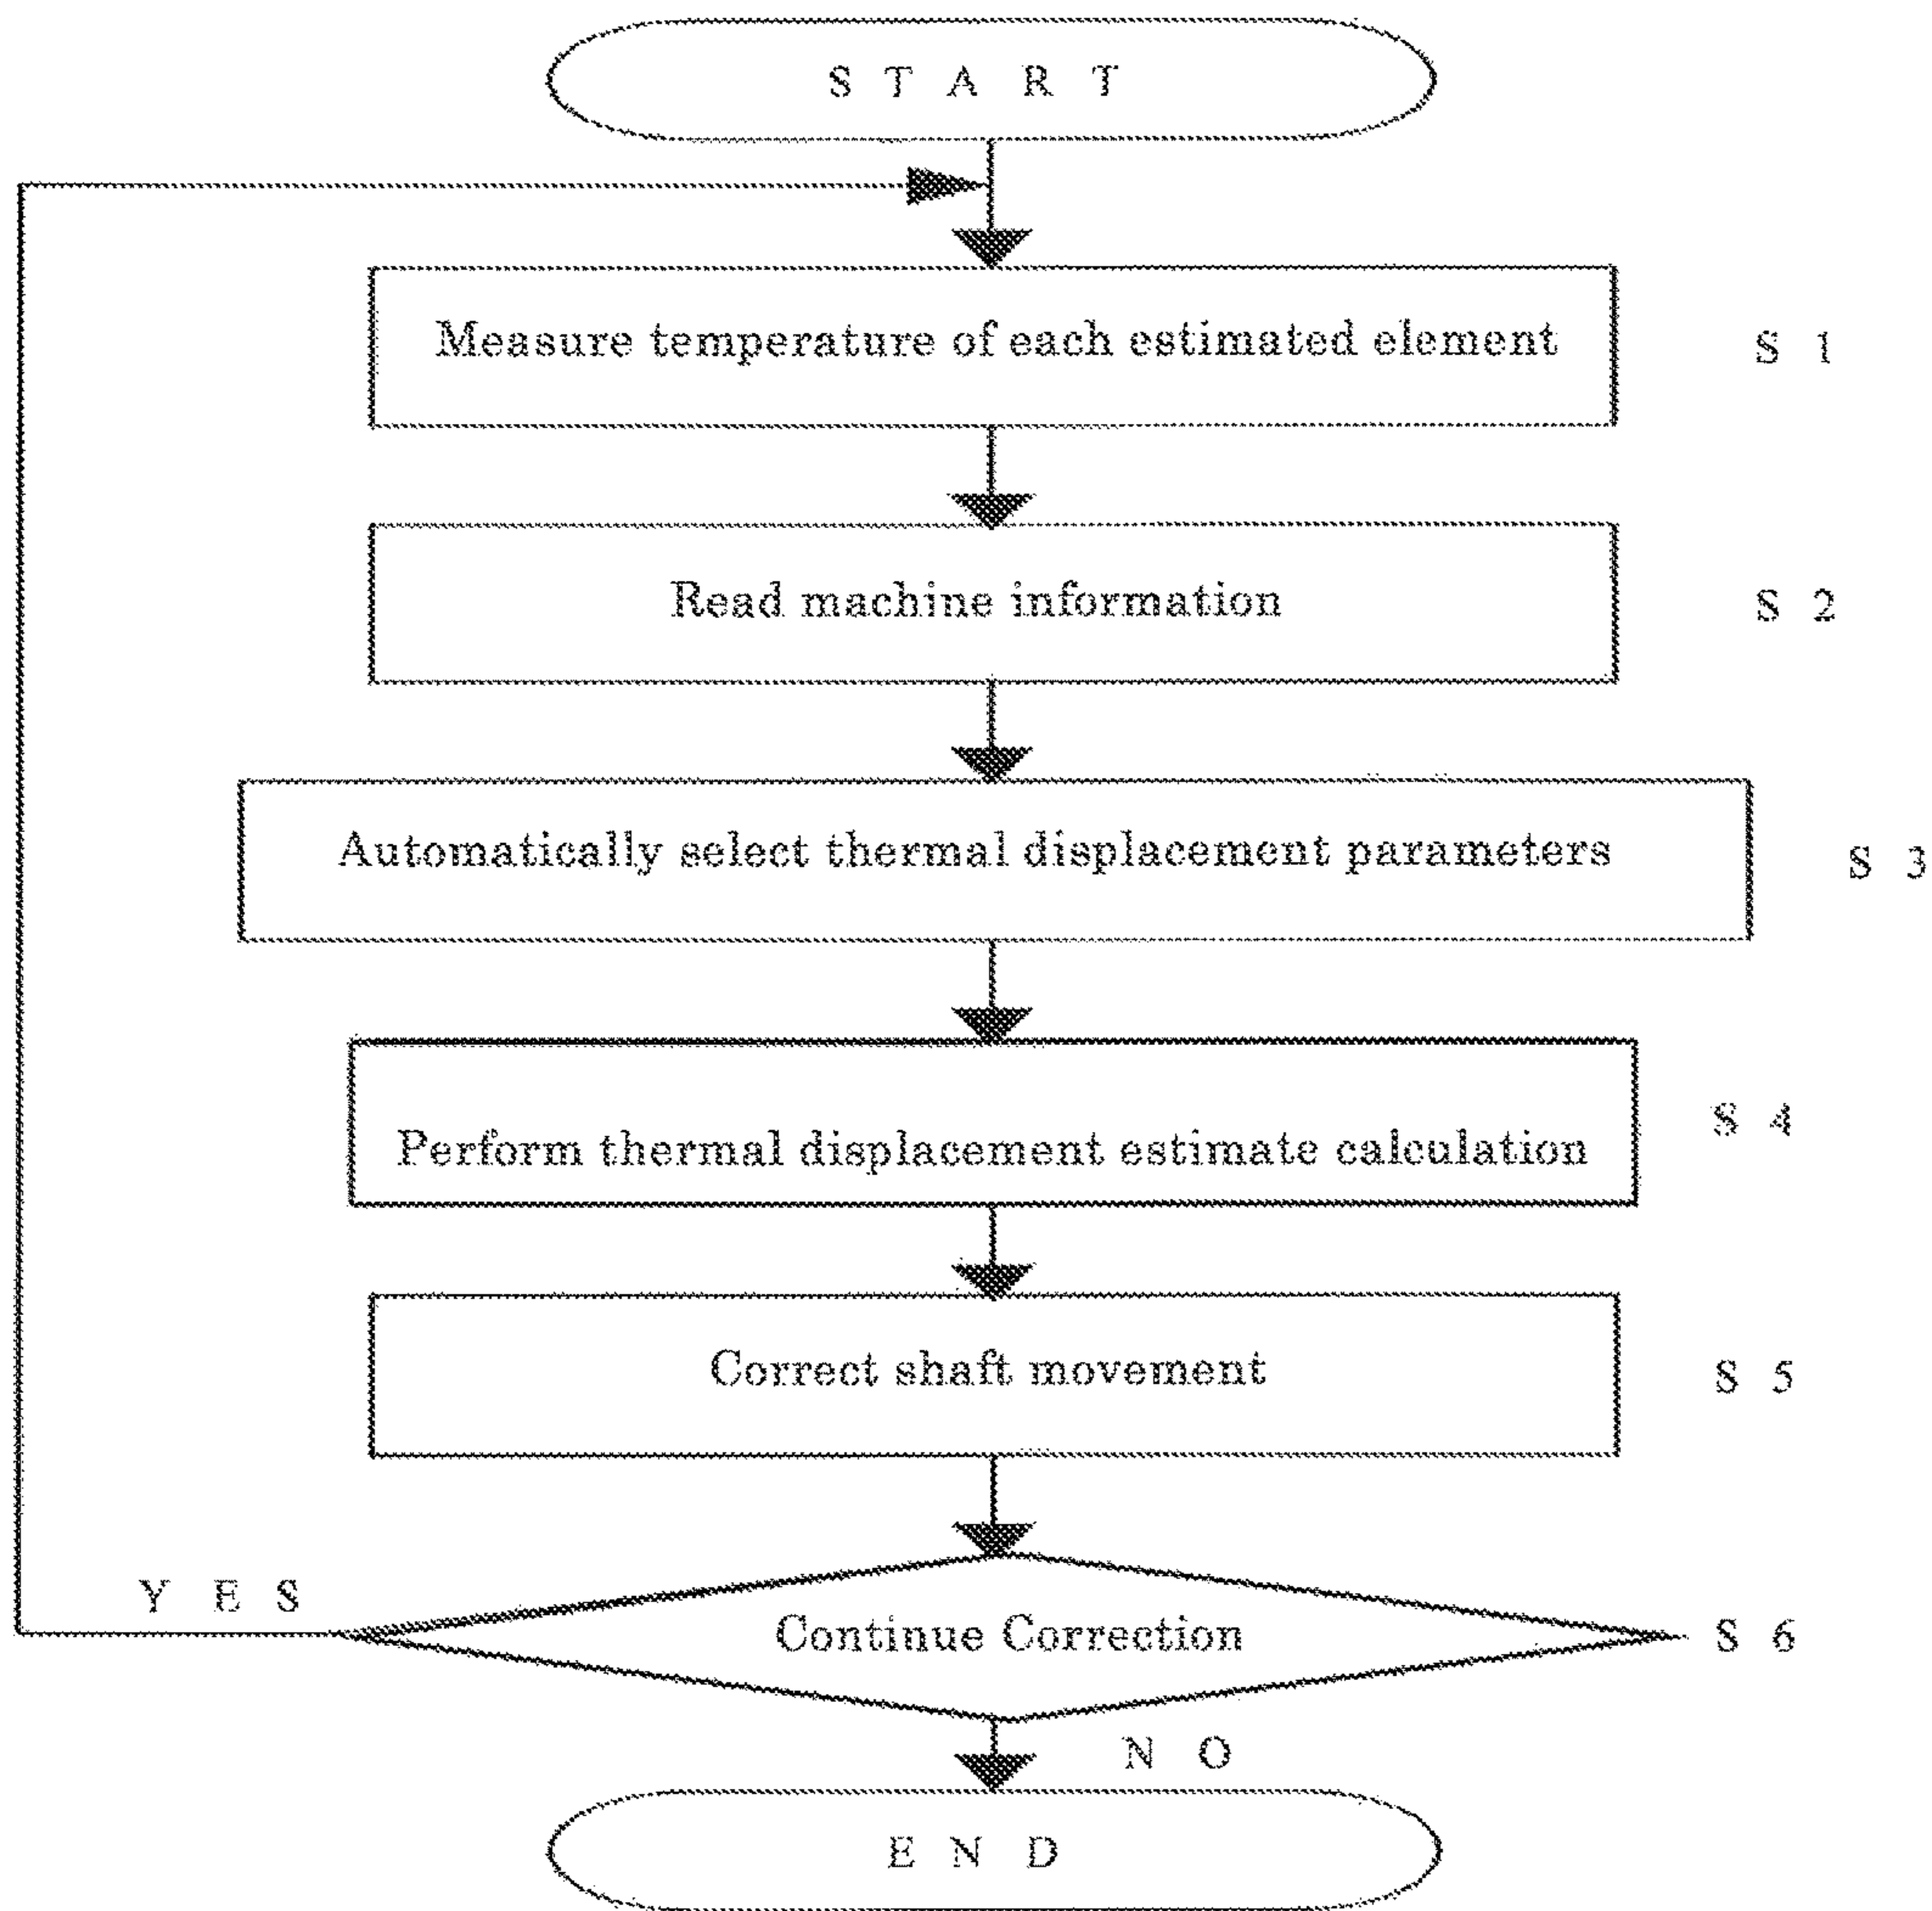 START
Measure temperature of each estimated element
S1
Read machine information
S2
Automatically select thermal displacement parameters
S3
Perform thermal displacement estimate calculation
S4
Correct shaft movement
S5
YES
Continue Correction
S6
NO
END